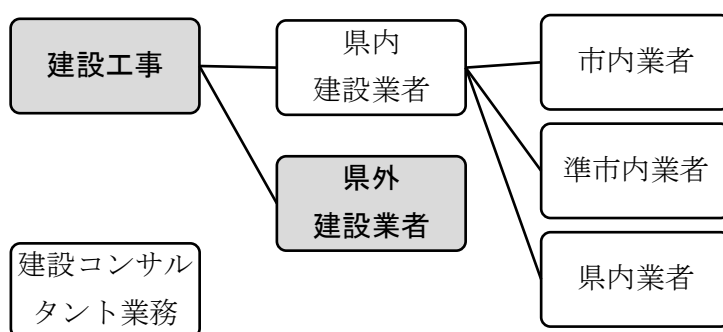 建設工事
県内
建設業者
県外
建設業者
市内業者
準市内業者
県内業者
建設コンサル
タント業務